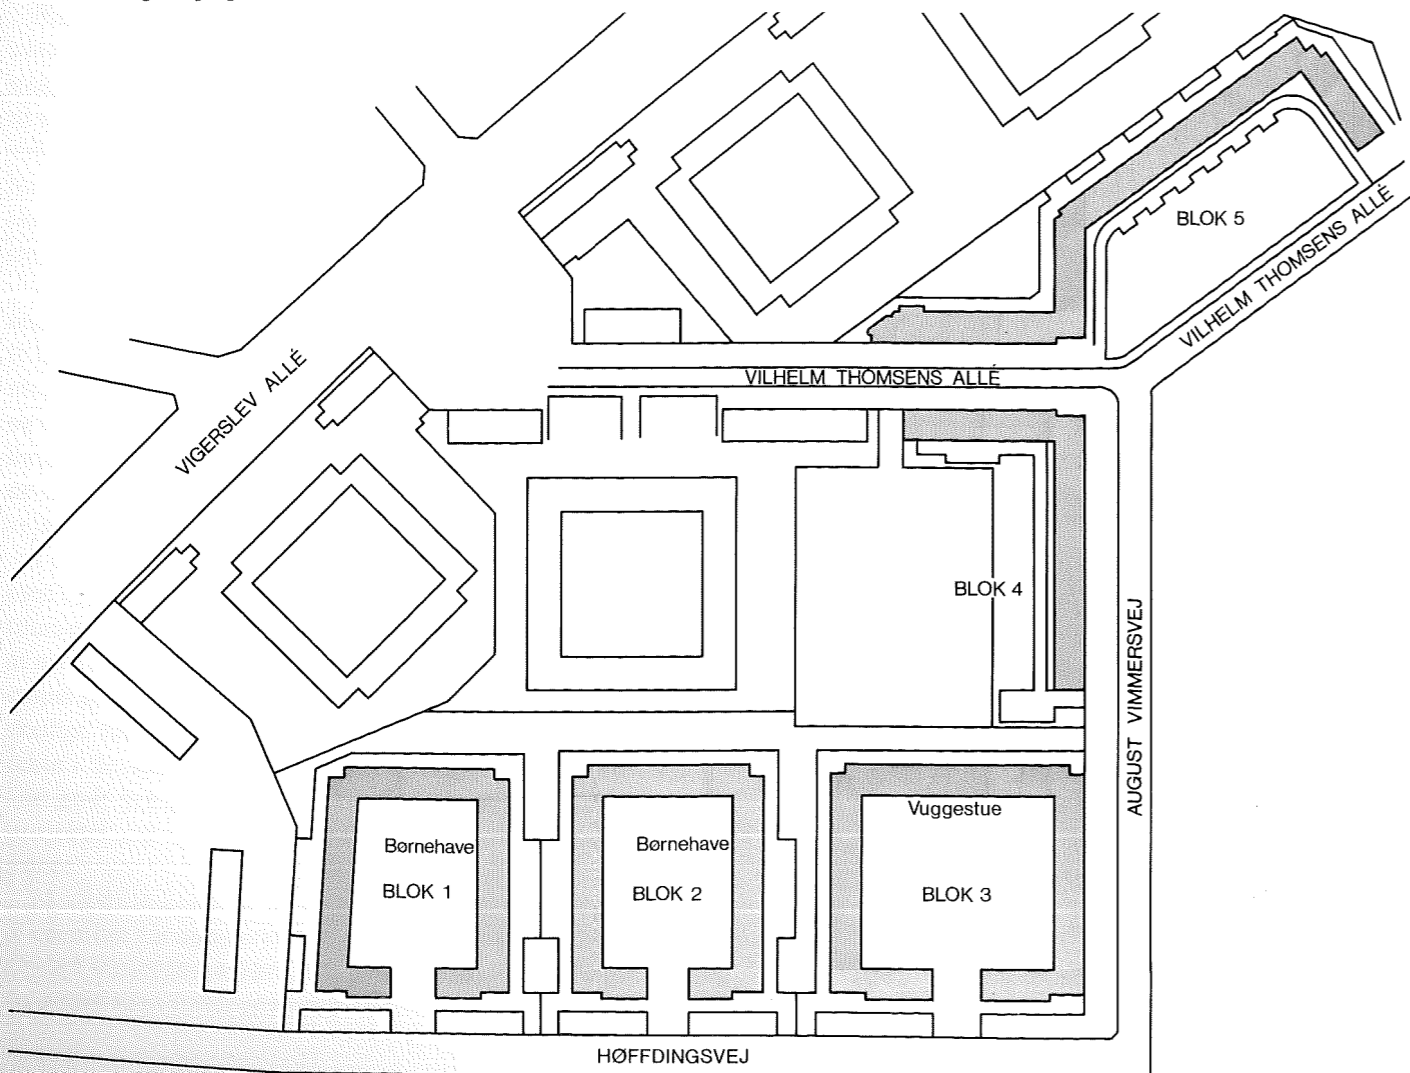 BLOK 5
VILHELM THOMSENS ALLÉ
VIGERSLEV ALLÉ
VILHELM THOMSENS ALLÉ
BLOK 4
AUGUST VIMMERSVEJ
Vuggestue
Børnehave
Børnehave
BLOK 1
BLOK 2
BLOK 3
HØFFDINGSVEJ